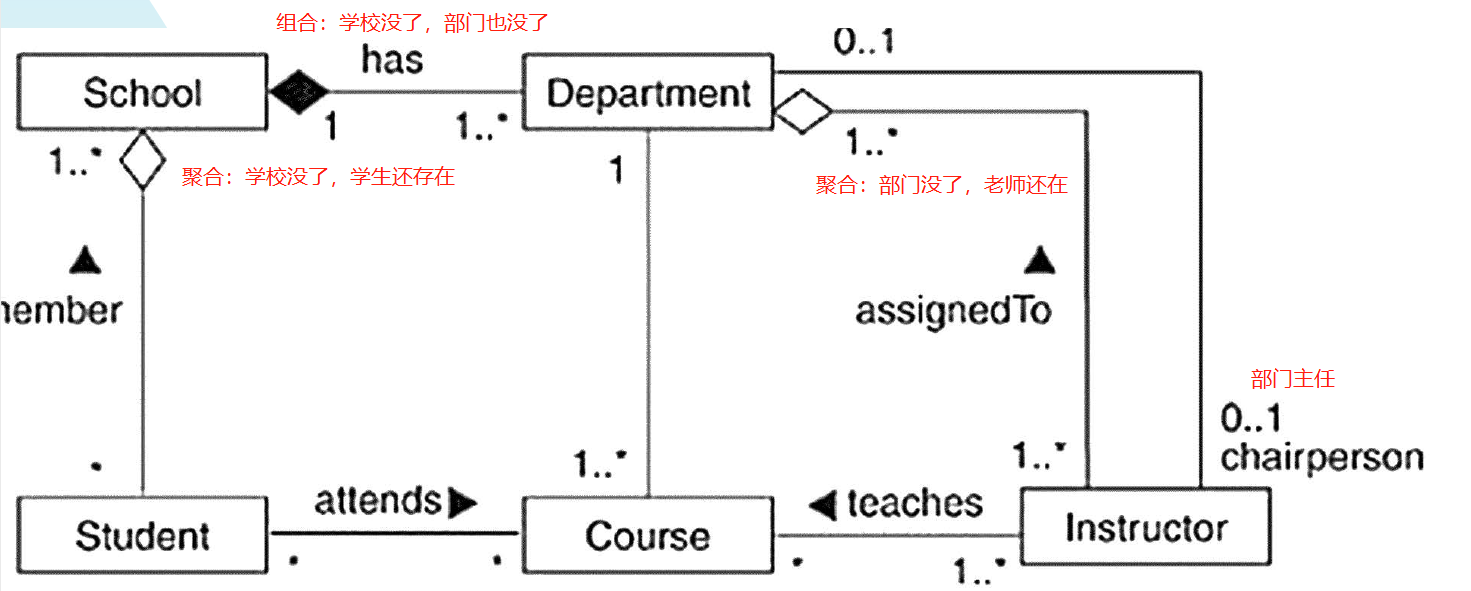 组合：学校没了，部门也没了
has
0..1
School
Department
1
1..*
1..*
1..*
1
聚合：学校没了，学生还存在
聚合：部门没了，老师还在
member
assignedTo
部门主任
0..1
chairperson
*
1..*
1..*
attends
teaches
Student
Course
Instructor
*
*
*
1..*